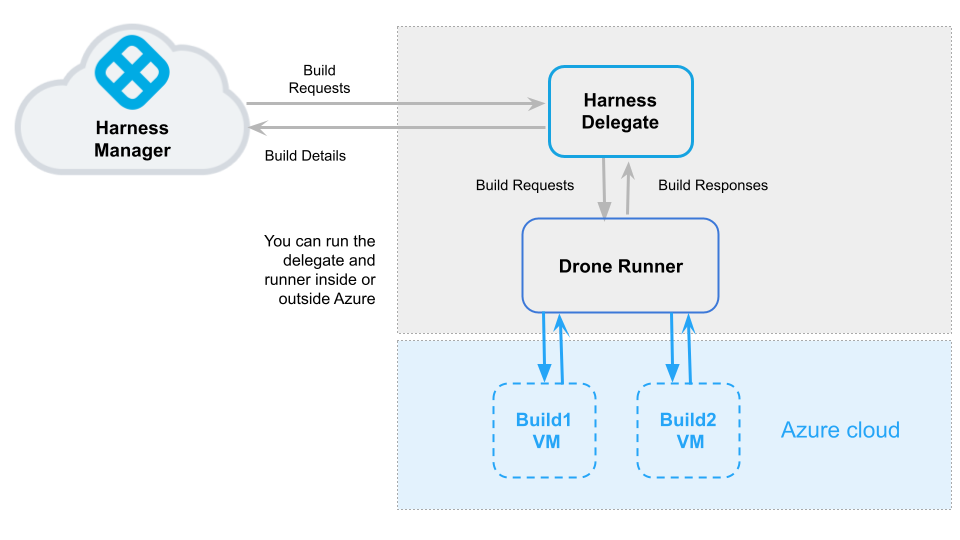 Harness
Manager
Build
Requests
Build Details
Harness
Delegate
Build Requests
Build Responses
You can run the
delegate and
runner inside or
outside Azure
Drone Runner
Build1
VM
Build2
VM
Azure cloud